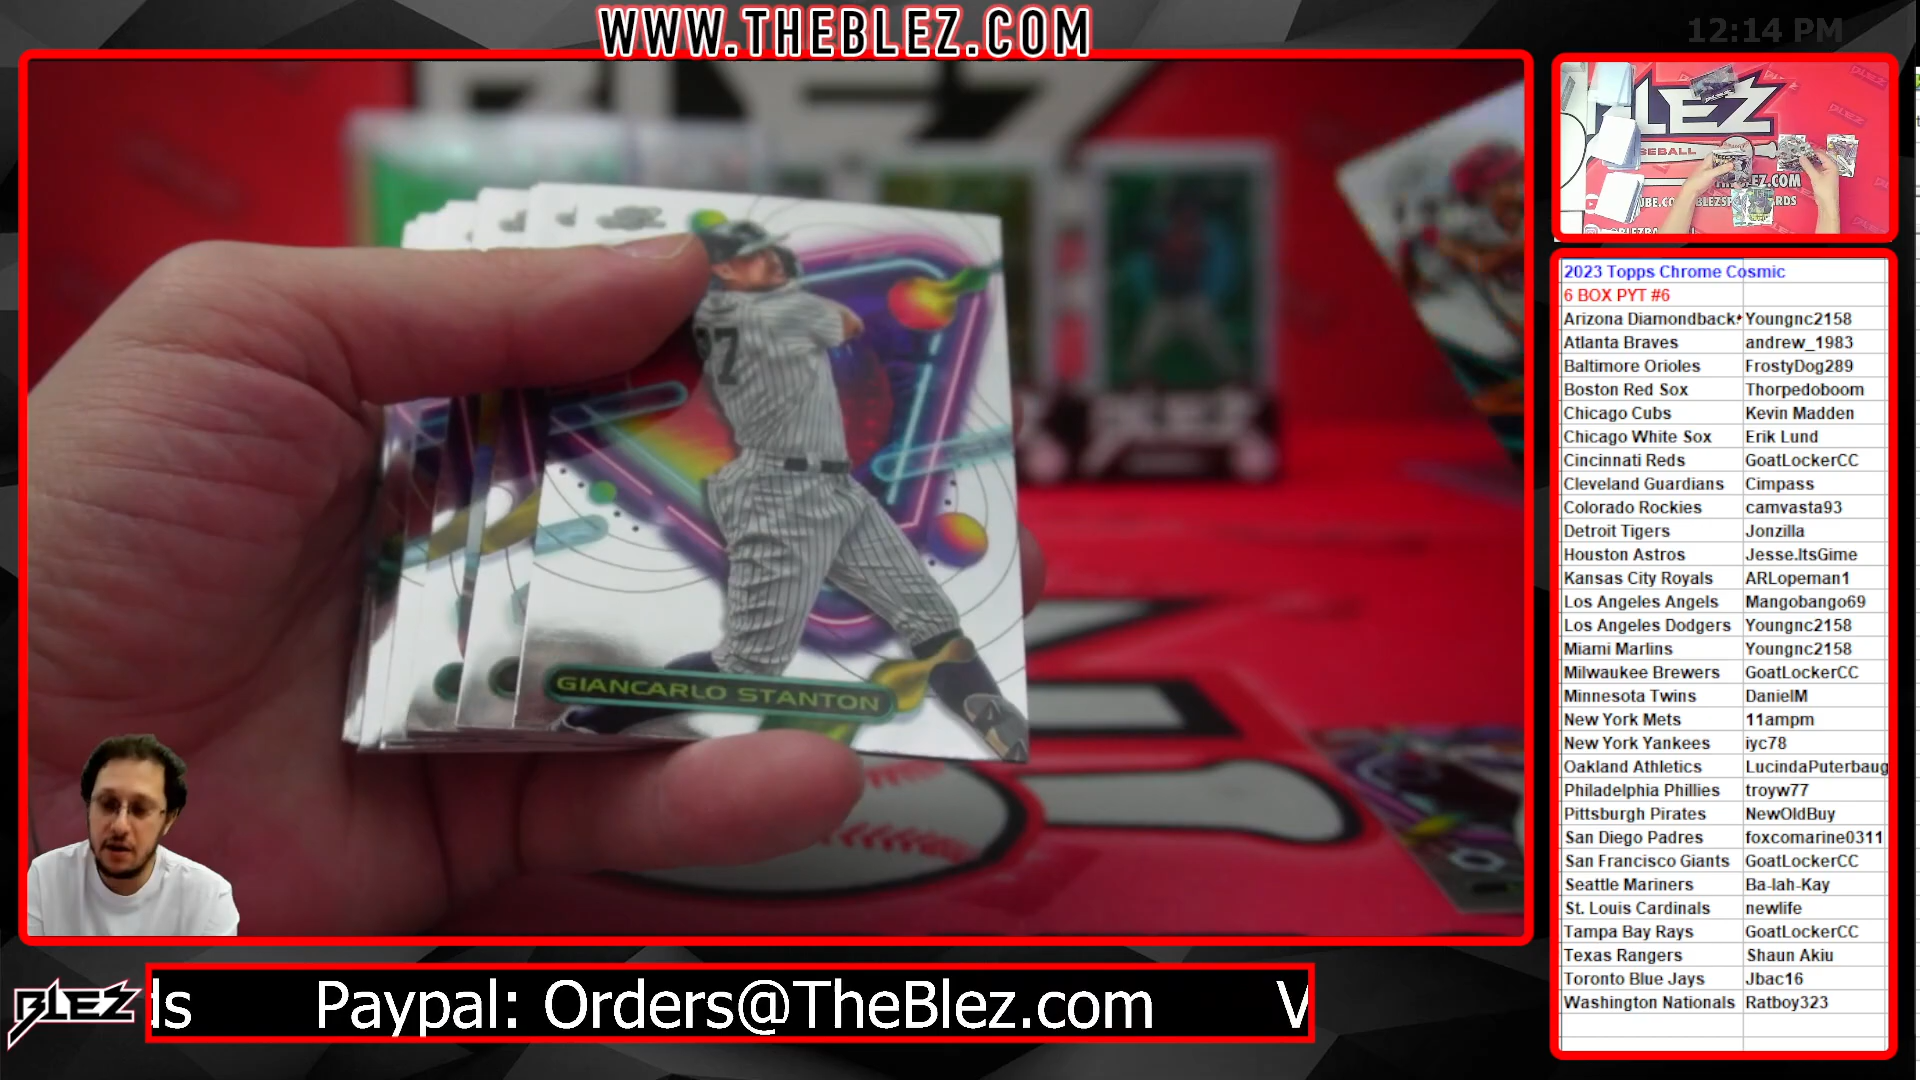 WWW.THEBLEZ.COM
12:14 PM
GIANCARLO STANTON
2023 Topps Chrome Cosmic
6 BOX PYT #6
Arizona Diamondback Youngnc2158
Atlanta Braves andrew_1983
Baltimore Orioles FrostyDog289
Boston Red Sox Thorpedoboom
Chicago Cubs Kevin Madden
Chicago White Sox Erik Lund
Cincinnati Reds GoatLockerCC
Cleveland Guardians Cimpass
Colorado Rockies camvasta93
Detroit Tigers Jonzilla
Houston Astros Jesse.ItsGime
Kansas City Royals ARLopeman1
Los Angeles Angels Mangobango69
Los Angeles Dodgers Youngnc2158
Miami Marlins Youngnc2158
Milwaukee Brewers GoatLockerCC
Minnesota Twins DanielM
New York Mets 11ampm
New York Yankees iyc78
Oakland Athletics LucindaPuterbaug
Philadelphia Phillies troyw77
Pittsburgh Pirates NewOldBuy
San Diego Padres foxcomarine0311
San Francisco Giants GoatLockerCC
Seattle Mariners Ba-lah-Kay
St. Louis Cardinals newlife
Tampa Bay Rays GoatLockerCC
Texas Rangers Shaun Akiu
Toronto Blue Jays Jbac16
Washington Nationals Ratboy323
BLEZ
ds Paypal: Orders@TheBlez.com V